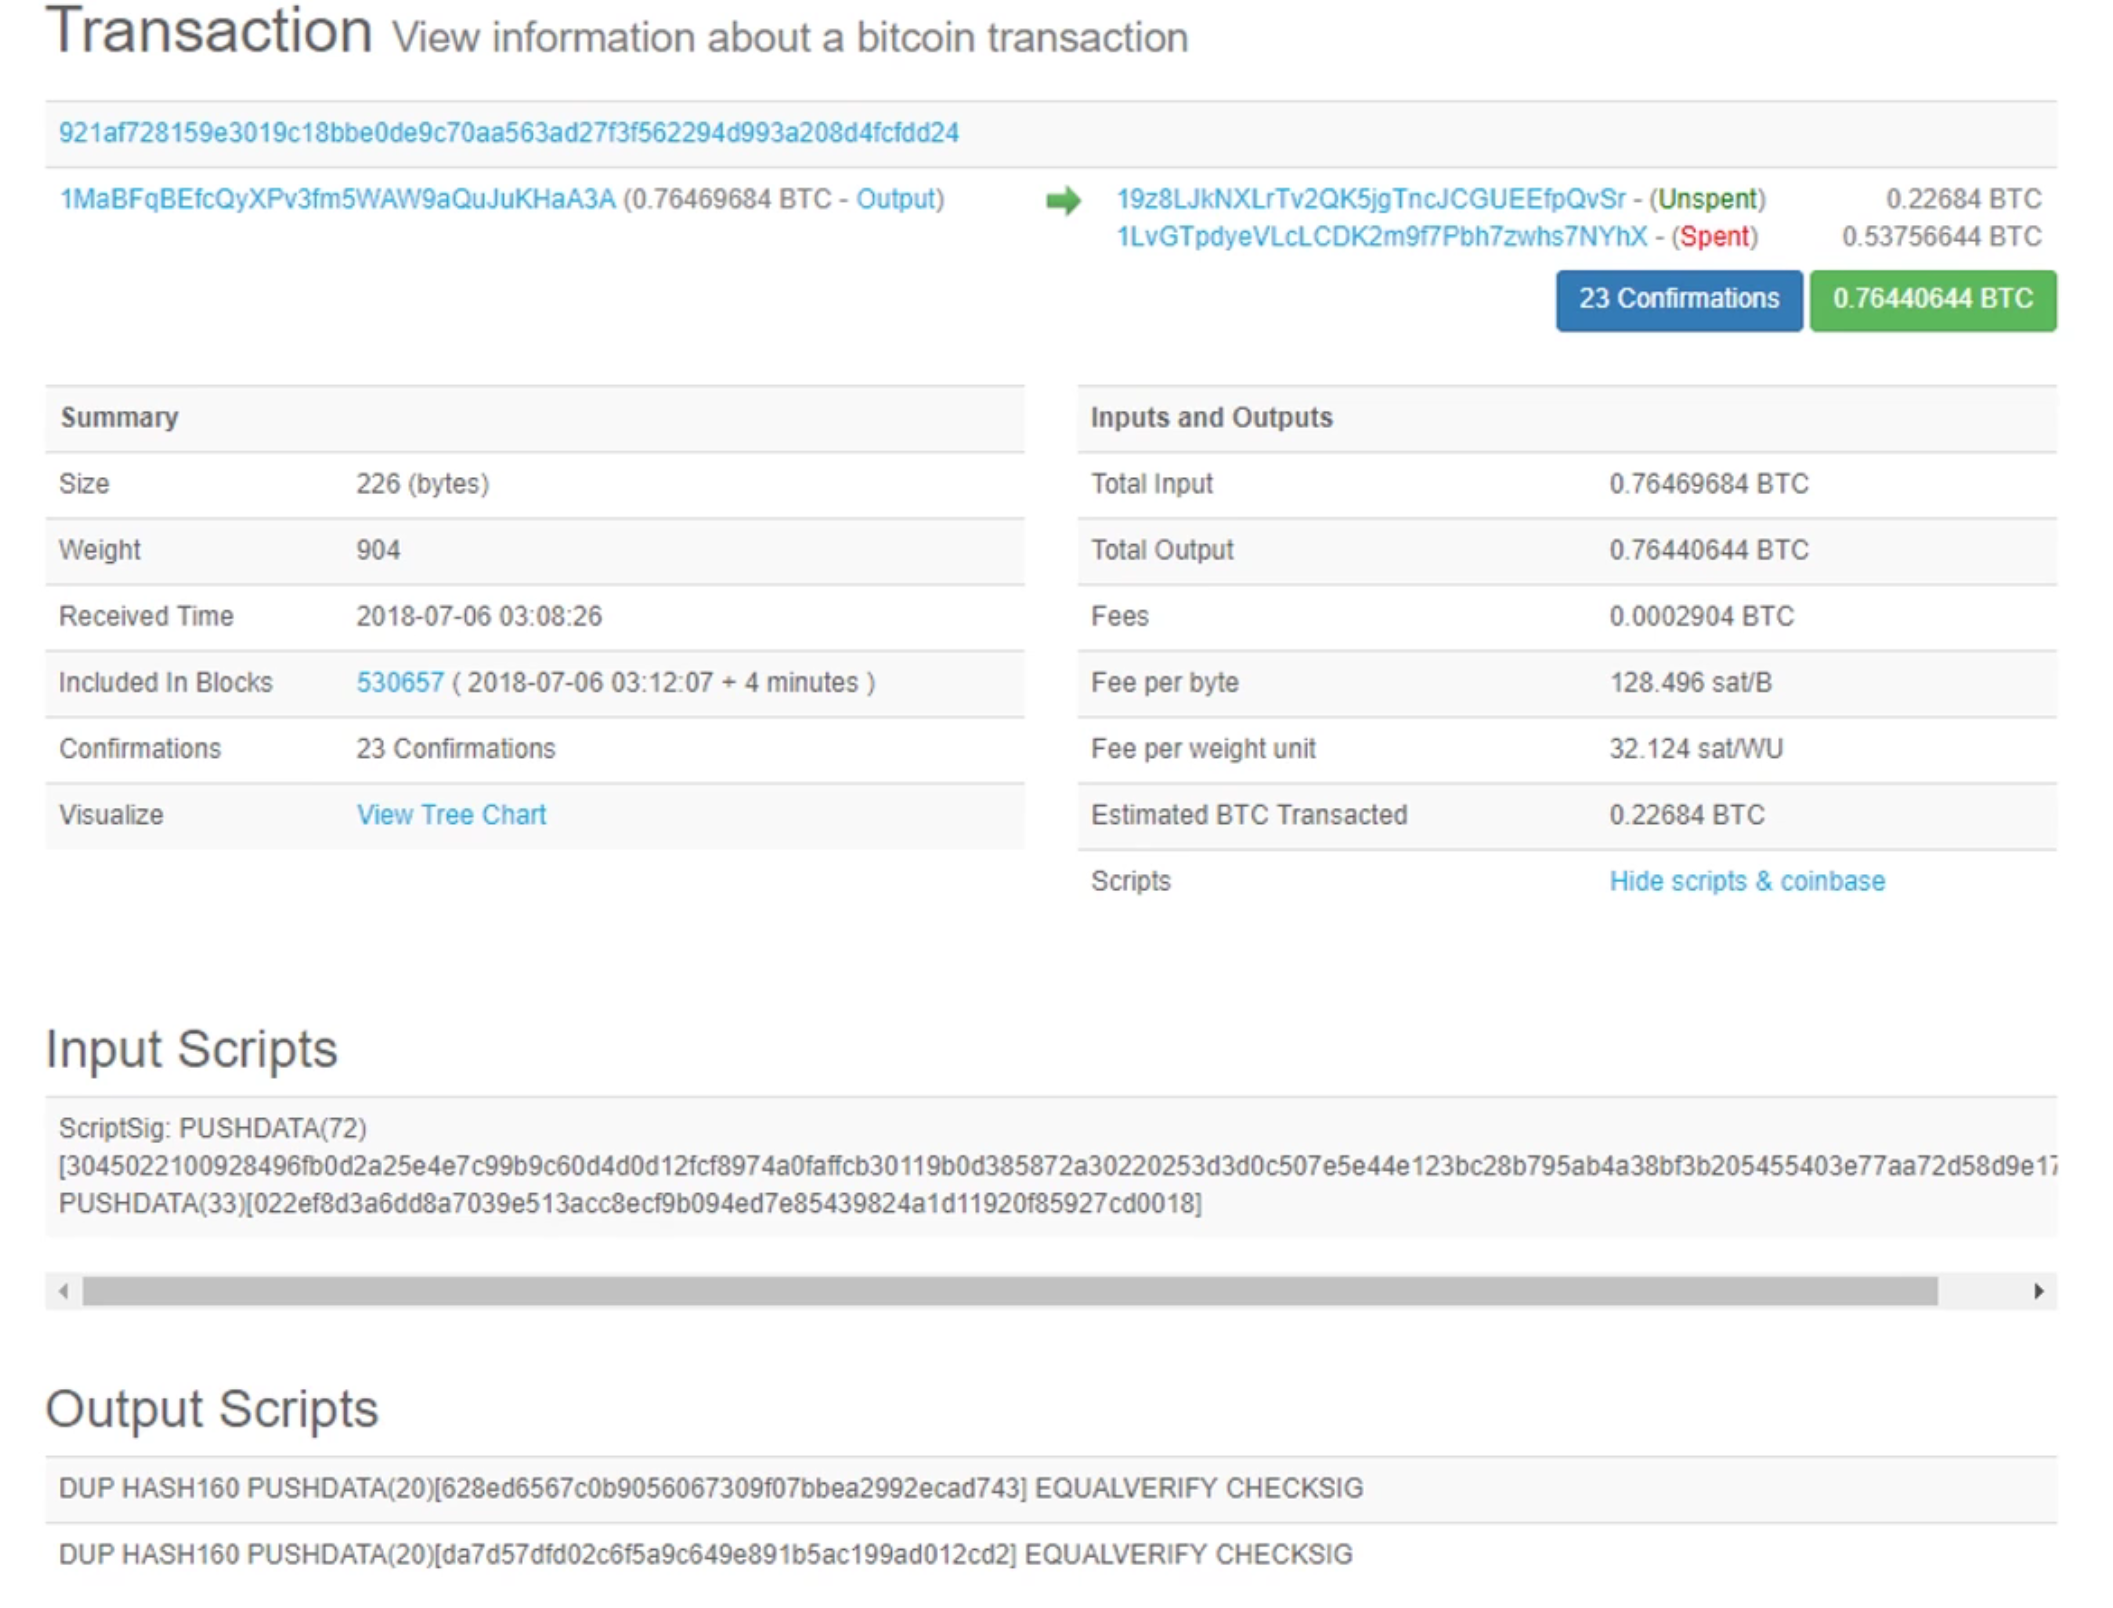 Transaction View information about a bitcoin transaction
921af728159e3019c18bbe0de9c70aa563ad27f3f562294d993a208d4fcfdd24
1MaBFqBEfcQyXPv3fm5WAW9aQuJuKHaA3A (0.76469684 BTC - Output)
19z8LJkNXLrTv2QK5jgTncJCGUEEfpQvSr - (Unspent) 0.22684 BTC
1LvGTpdyeVLcLCDK2m9f7Pbh7zwhs7NYhX - (Spent) 0.53756644 BTC
23 Confirmations 0.76440644 BTC
Summary
Size 226 (bytes)
Weight 904
Received Time 2018-07-06 03:08:26
Included In Blocks 530657 ( 2018-07-06 03:12:07 + 4 minutes )
Confirmations 23 Confirmations
Visualize View Tree Chart
Inputs and Outputs
Total Input 0.76469684 BTC
Total Output 0.76440644 BTC
Fees 0.0002904 BTC
Fee per byte 128.496 sat/B
Fee per weight unit 32.124 sat/WU
Estimated BTC Transacted 0.22684 BTC
Scripts Hide scripts & coinbase
Input Scripts
ScriptSig: PUSHDATA(72)
[3045022100928496fb0d2a25e4e7c99b9c60d4d0d12fcf8974a0faffcb30119b0d385872a30220253d3d0c507e5e44e123bc28b795ab4a38bf3b205455403e77aa72d58d9e17
PUSHDATA(33)[022ef8d3a6dd8a7039e513acc8ecf9b094ed7e85439824a1d11920f85927cd0018]
Output Scripts
DUP HASH160 PUSHDATA(20)[628ed6567c0b9056067309f07bbea2992ecad743] EQUALVERIFY CHECKSIG
DUP HASH160 PUSHDATA(20)[da7d57dfd02c6f5a9c649e891b5ac199ad012cd2] EQUALVERIFY CHECKSIG